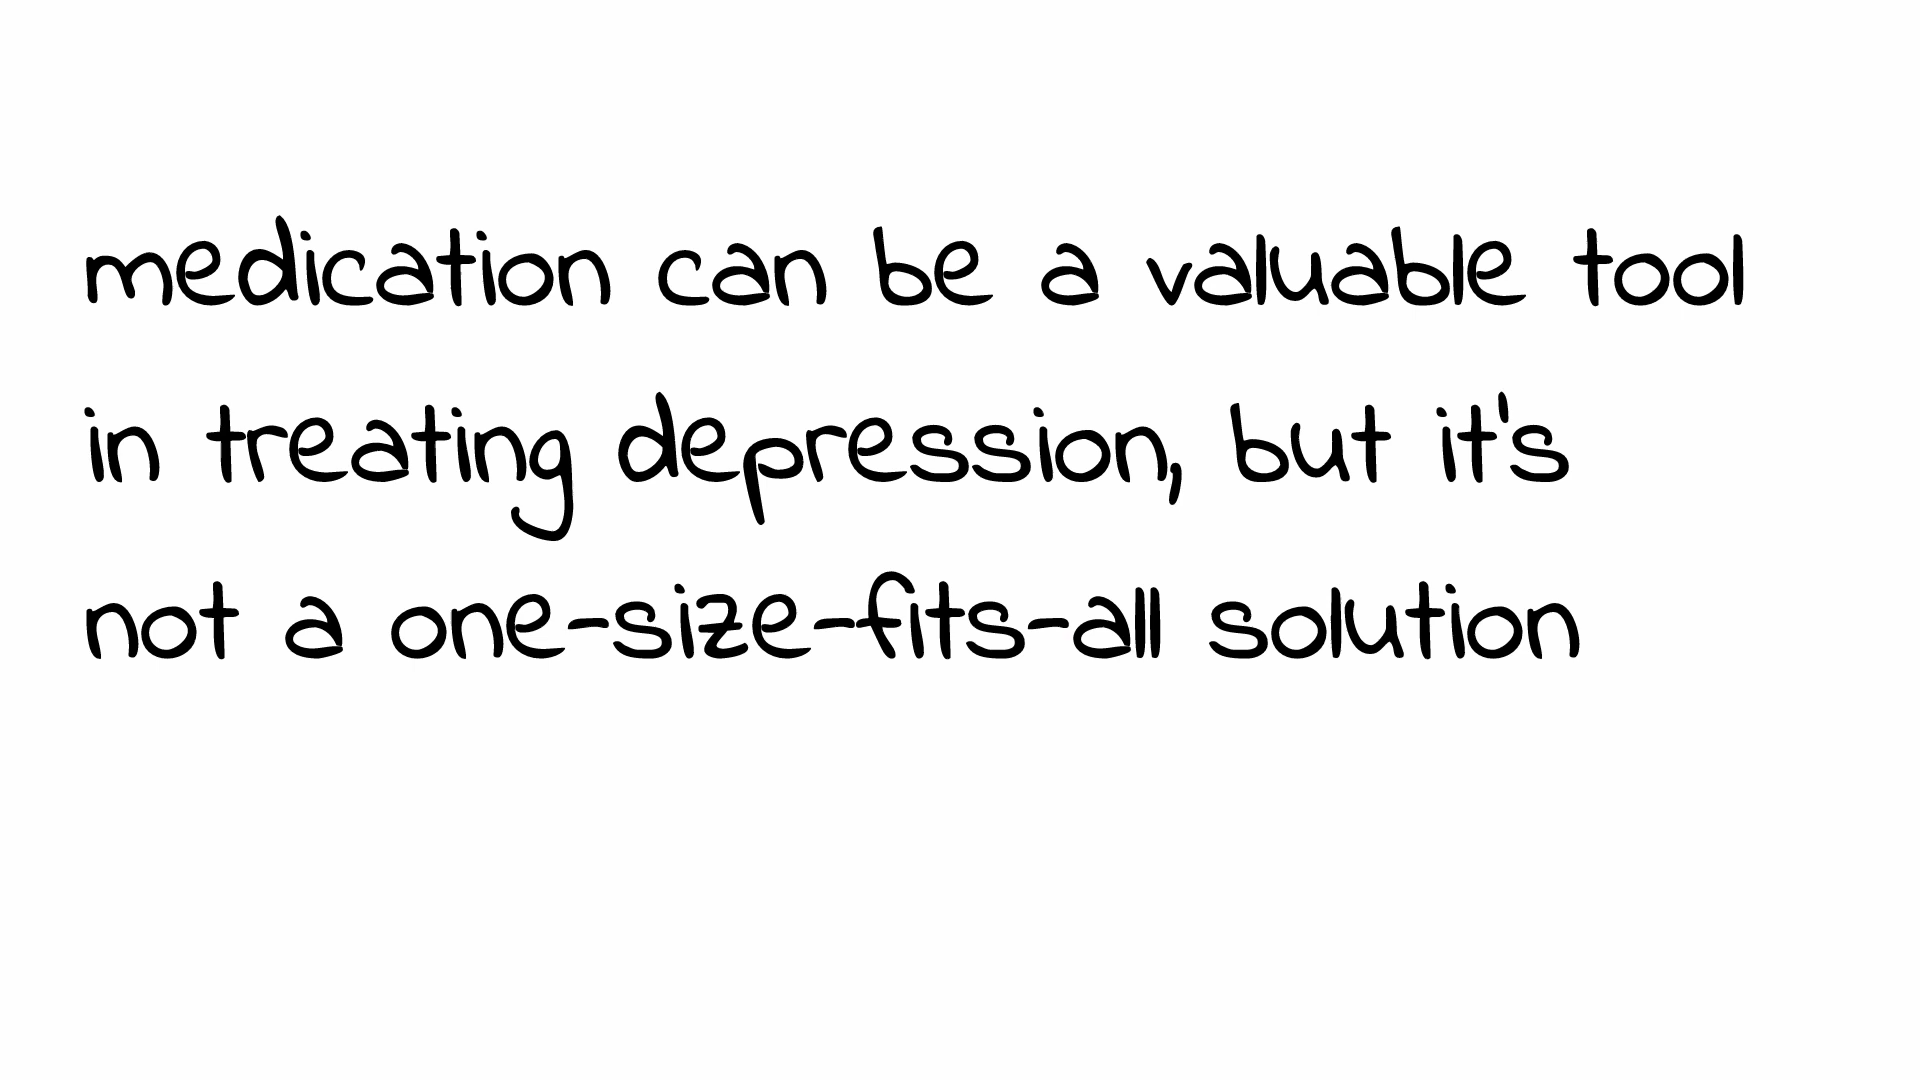 medication can be a valuable tool
in treating depression, but it's
not a one-size-fits-all solution